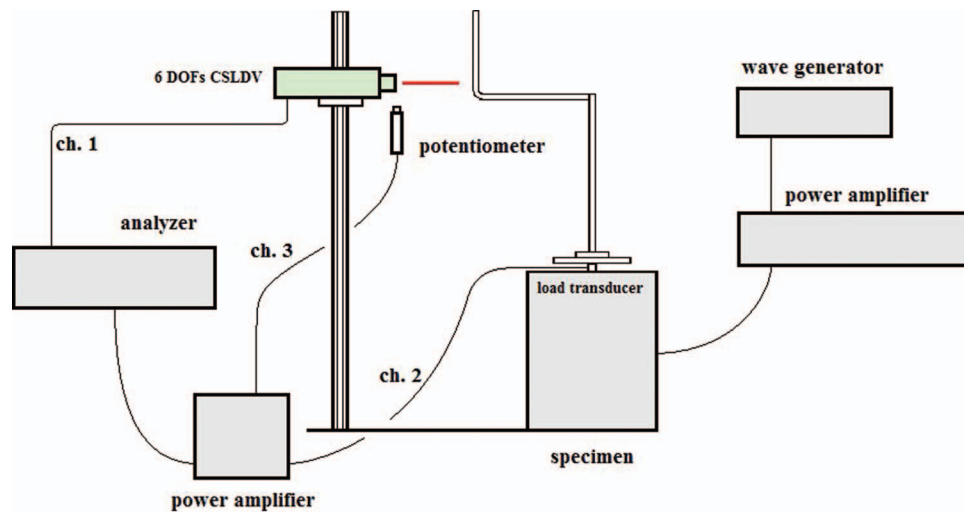 6 DOFs CSLDV
wave generator
ch. 1
potentiometer
power amplifier
analyzer
ch. 3
load transducer
ch. 2
specimen
power amplifier